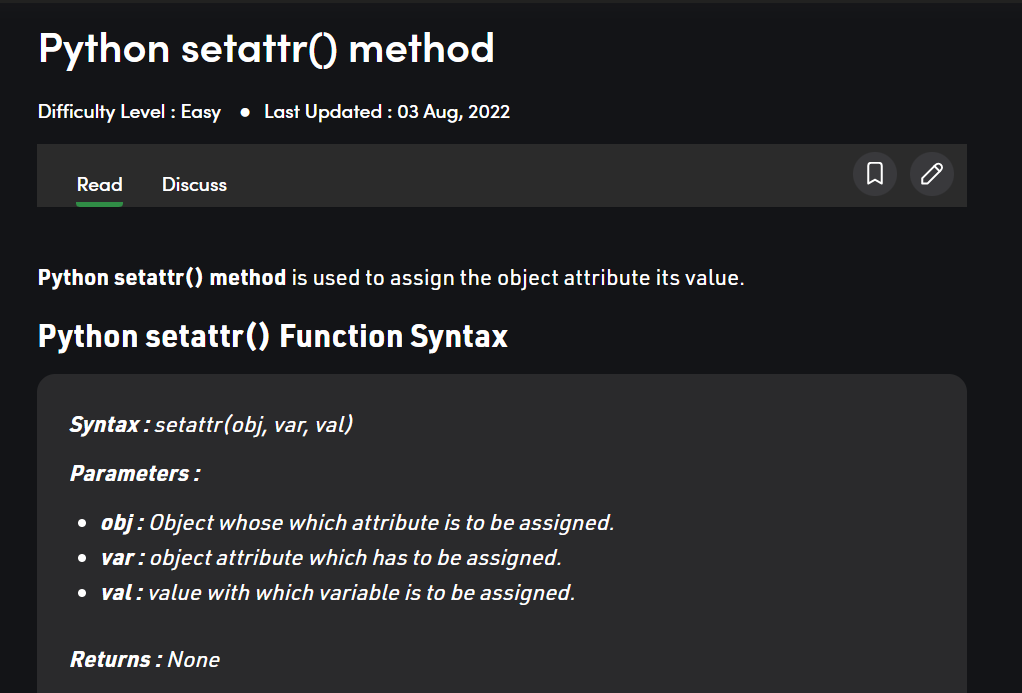 Python setattr() method
Difficulty Level : Easy ● Last Updated : 03 Aug, 2022
Read Discuss
Python setattr() method is used to assign the object attribute its value.
Python setattr() Function Syntax
Syntax : setattr(obj, var, val)
Parameters :
• obj : Object whose which attribute is to be assigned.
• var : object attribute which has to be assigned.
• val : value with which variable is to be assigned.
Returns : None